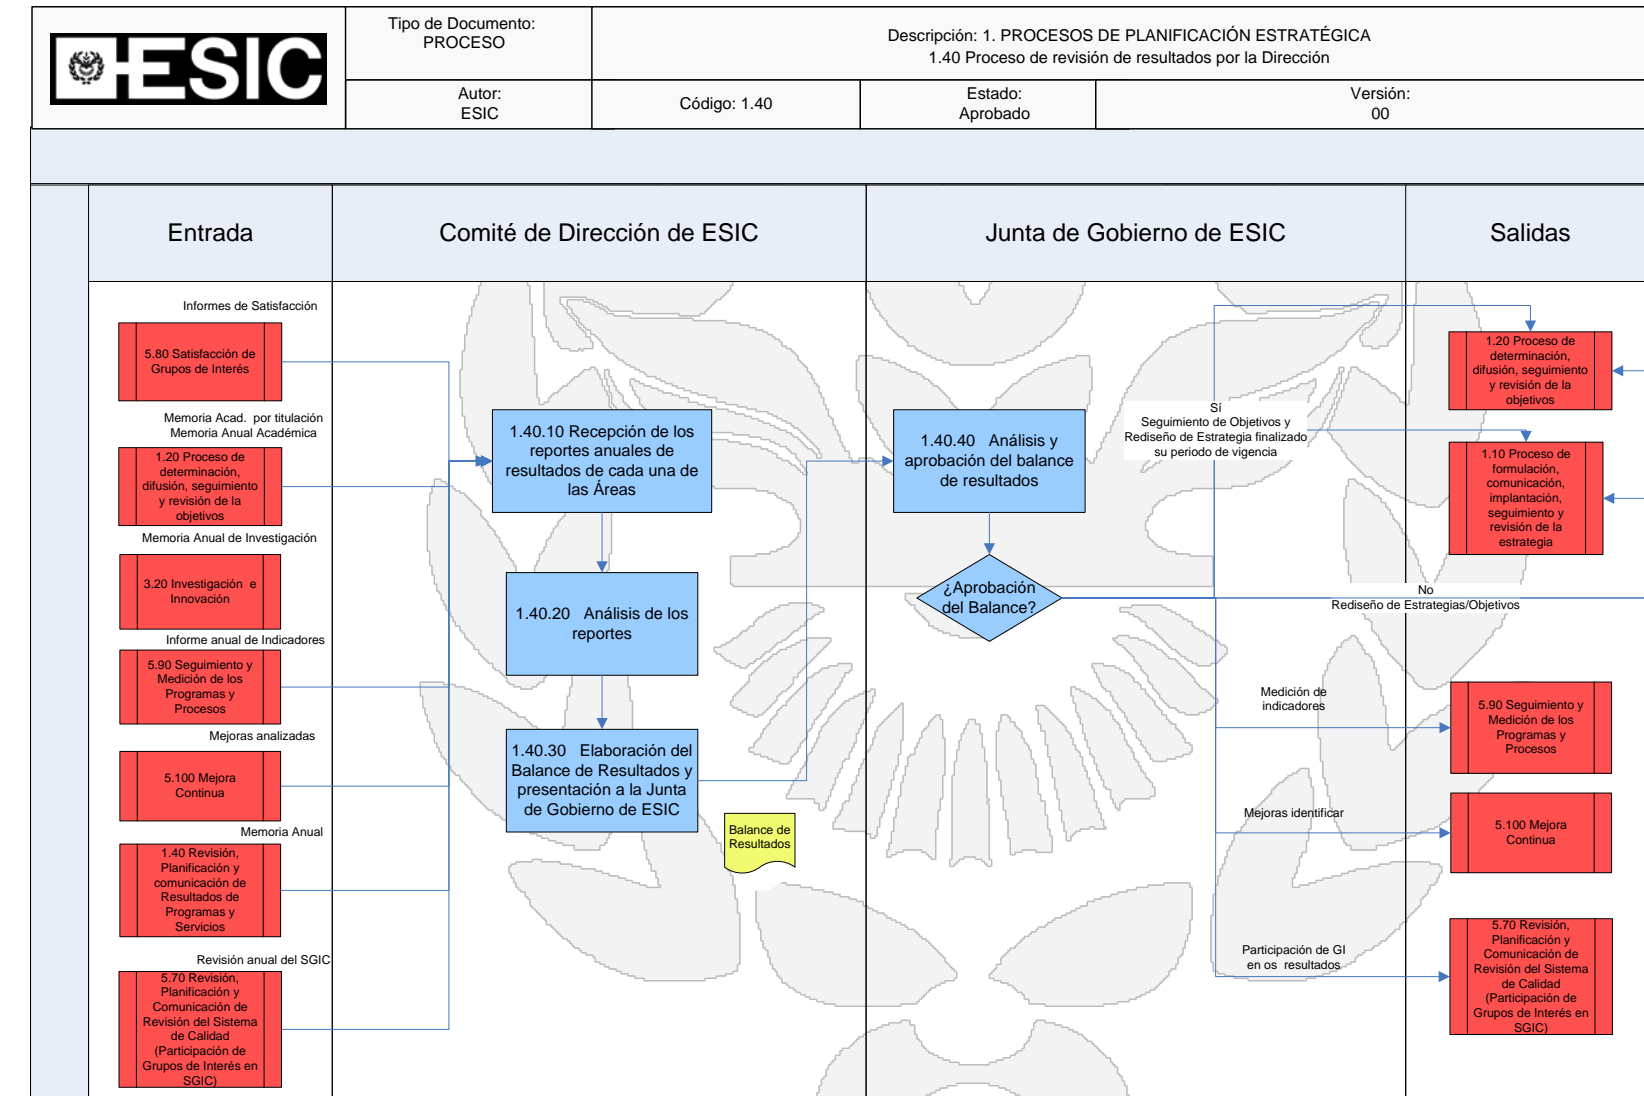 ESIC
Tipo de Documento:
PROCESO
Descripción: 1. PROCESOS DE PLANIFICACIÓN ESTRATÉGICA
1.40 Proceso de revisión de resultados por la Dirección
Autor:
ESIC
Código: 1.40
Estado:
Aprobado
Versión:
00
Entrada
Comité de Dirección de ESIC
Junta de Gobierno de ESIC
Salidas
Informes de Satisfacción
5.80 Satisfacción de
Grupos de Interés
Memoria Acad. por titulación
Memoria Anual Académica
1.20 Proceso de
determinación,
difusión, seguimiento
y revisión de la
objetivos
Memoria Anual de Investigación
3.20 Investigación e
Innovación
Informe anual de Indicadores
5.90 Seguimiento y
Medición de los
Programas y
Procesos
Mejoras analizadas
5.100 Mejora
Continua
Memoria Anual
1.40 Revisión,
Planificación y
comunicación de
Resultados de
Programas y
Servicios
Revisión anual del SGIC
5.70 Revisión,
Planificación y
Comunicación de
Revisión del Sistema
de Calidad
(Participación de
Grupos de Interés en
SGIC)
1.40.10 Recepción de los
reportes anuales de
resultados de cada una de
las Áreas
1.40.20 Análisis de los
reportes
1.40.30 Elaboración del
Balance de Resultados y
presentación a la Junta
de Gobierno de ESIC
Balance de
Resultados
1.40.40 Análisis y
aprobación del balance
de resultados
¿Aprobación
del Balance?
Sí
Seguimiento de Objetivos y
Rediseño de Estrategia finalizado
su periodo de vigencia
No
Rediseño de Estrategias/Objetivos
Medición de
indicadores
Mejoras identificar
Participación de GI
en os resultados
1.20 Proceso de
determinación,
difusión, seguimiento
y revisión de la
objetivos
1.10 Proceso de
formulación,
comunicación,
implantación,
seguimiento y
revisión de la
estrategia
5.90 Seguimiento y
Medición de los
Programas y
Procesos
5.100 Mejora
Continua
5.70 Revisión,
Planificación y
Comunicación de
Revisión del Sistema
de Calidad
(Participación de
Grupos de Interés en
SGIC)